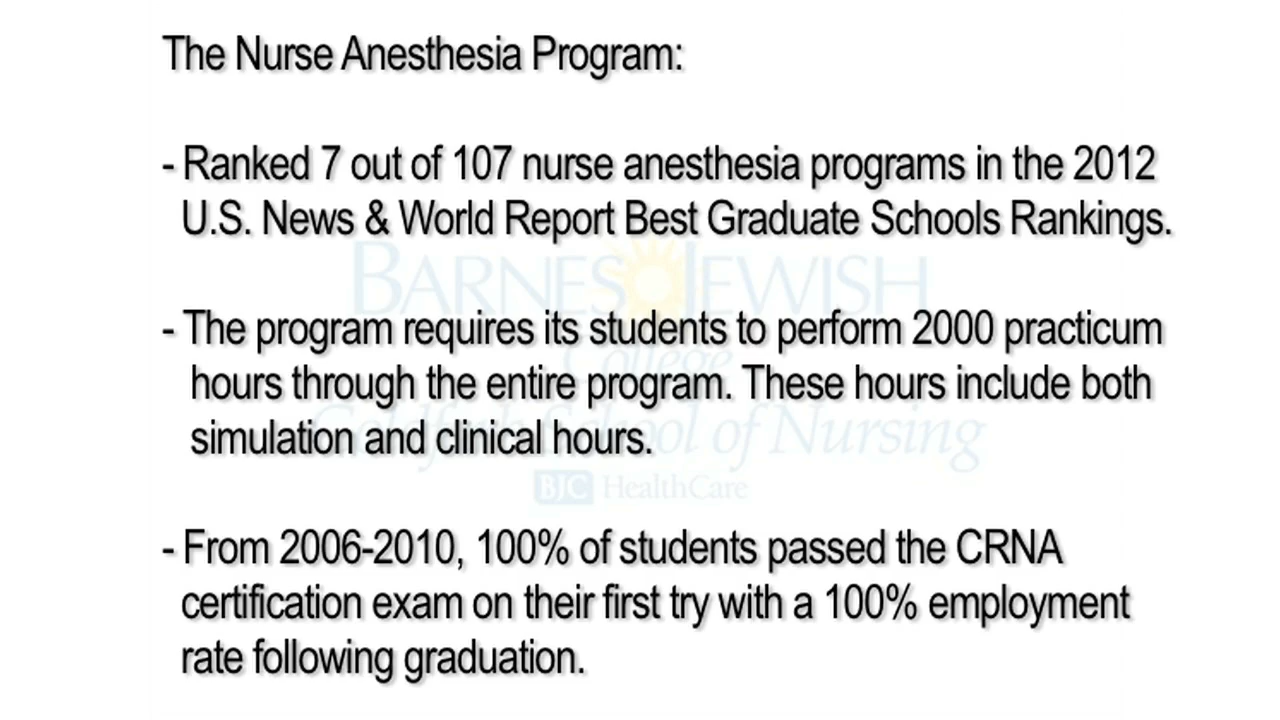 The Nurse Anesthesia Program:
- Ranked 7 out of 107 nurse anesthesia programs in the 2012
U.S. News & World Report Best Graduate Schools Rankings.
BARNES JEWISH
- The program requires its students to perform 2000 practicum
College
hours through the entire program. These hours include both
Goldfarb School of Nursing
simulation and clinical hours.
BJC HealthCare
- From 2006-2010, 100% of students passed the CRNA
certification exam on their first try with a 100% employment
rate following graduation.